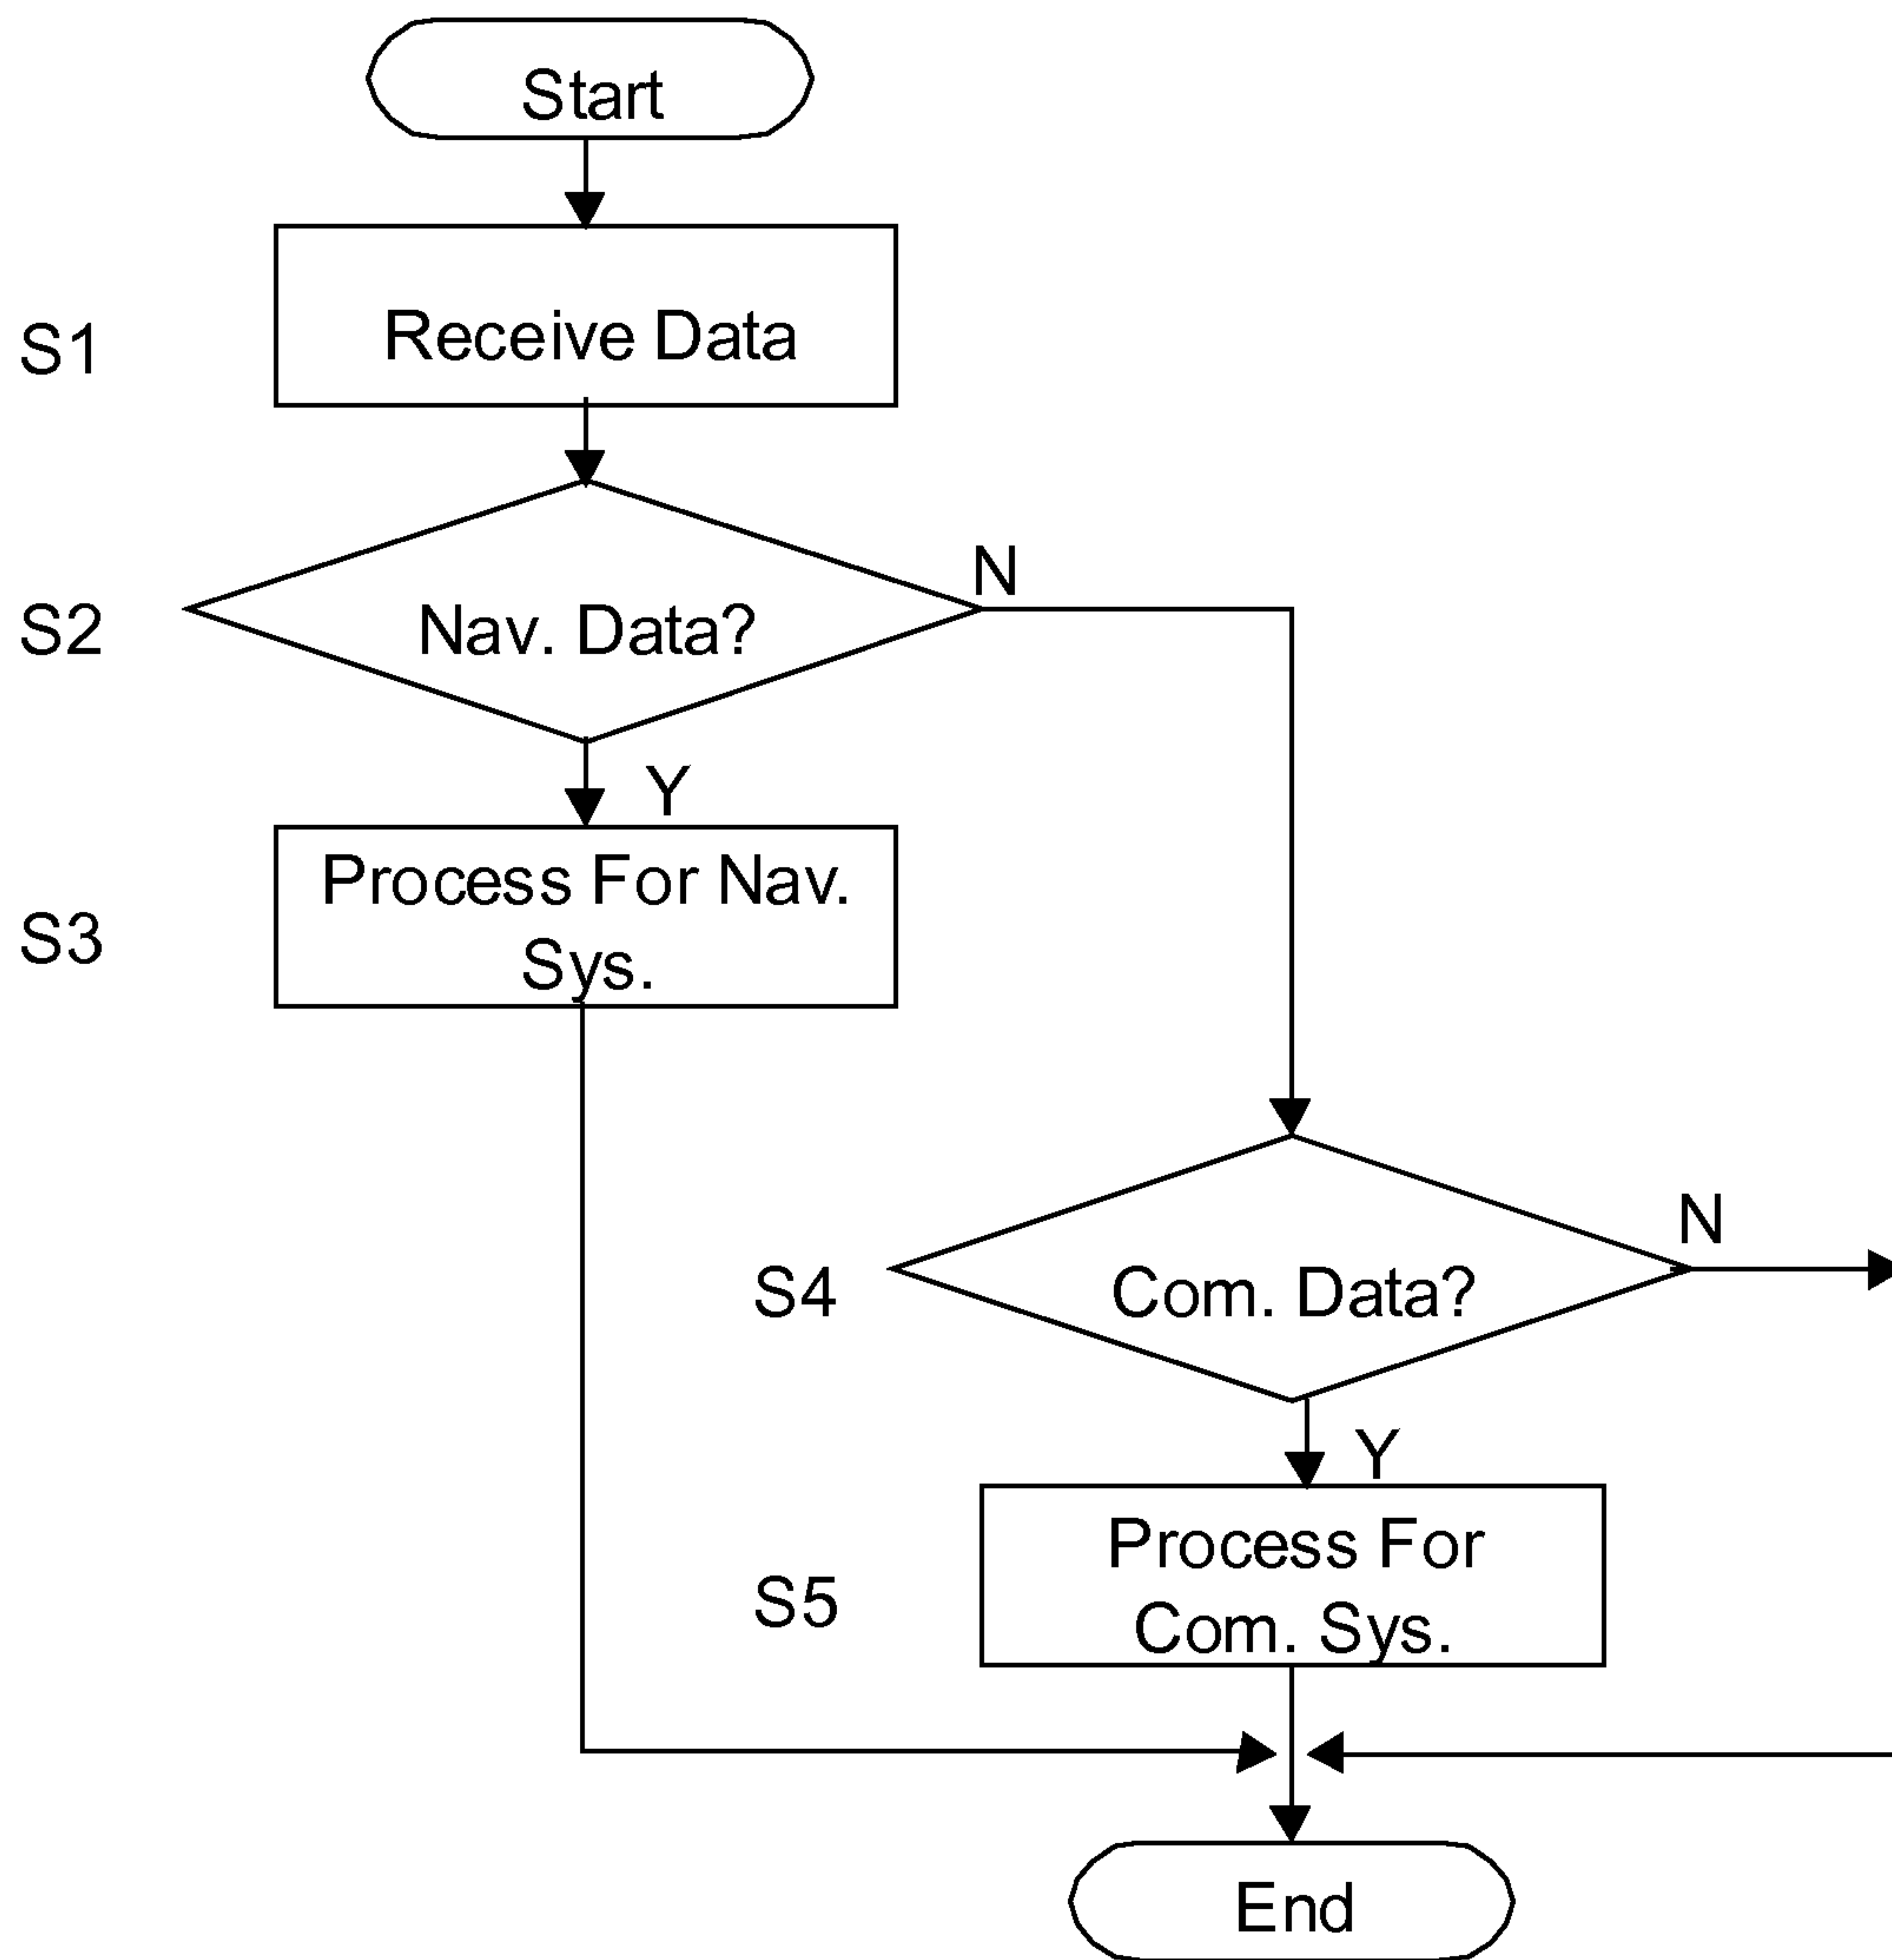 Start
S1
Receive Data
N
S2
Nav. Data?
Y
Process For Nav.
S3
Sys.
N
S4
Com. Data?
Y
Process For
S5
Com. Sys.
End